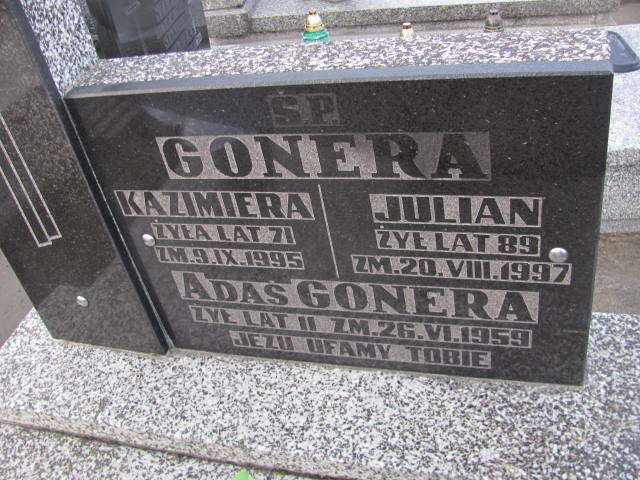 Ś.P.
GONERA
KAZIMIERA
ŻYŁA LAT 71
ZM.9.IX.1995
JULIAN
ŻYŁ LAT 89
ZM.20.VIII.1997
ADAŚ GONERA
ŻYŁ LAT 11 ZM.26.VI.1959
JEZU UFAMY TOBIE